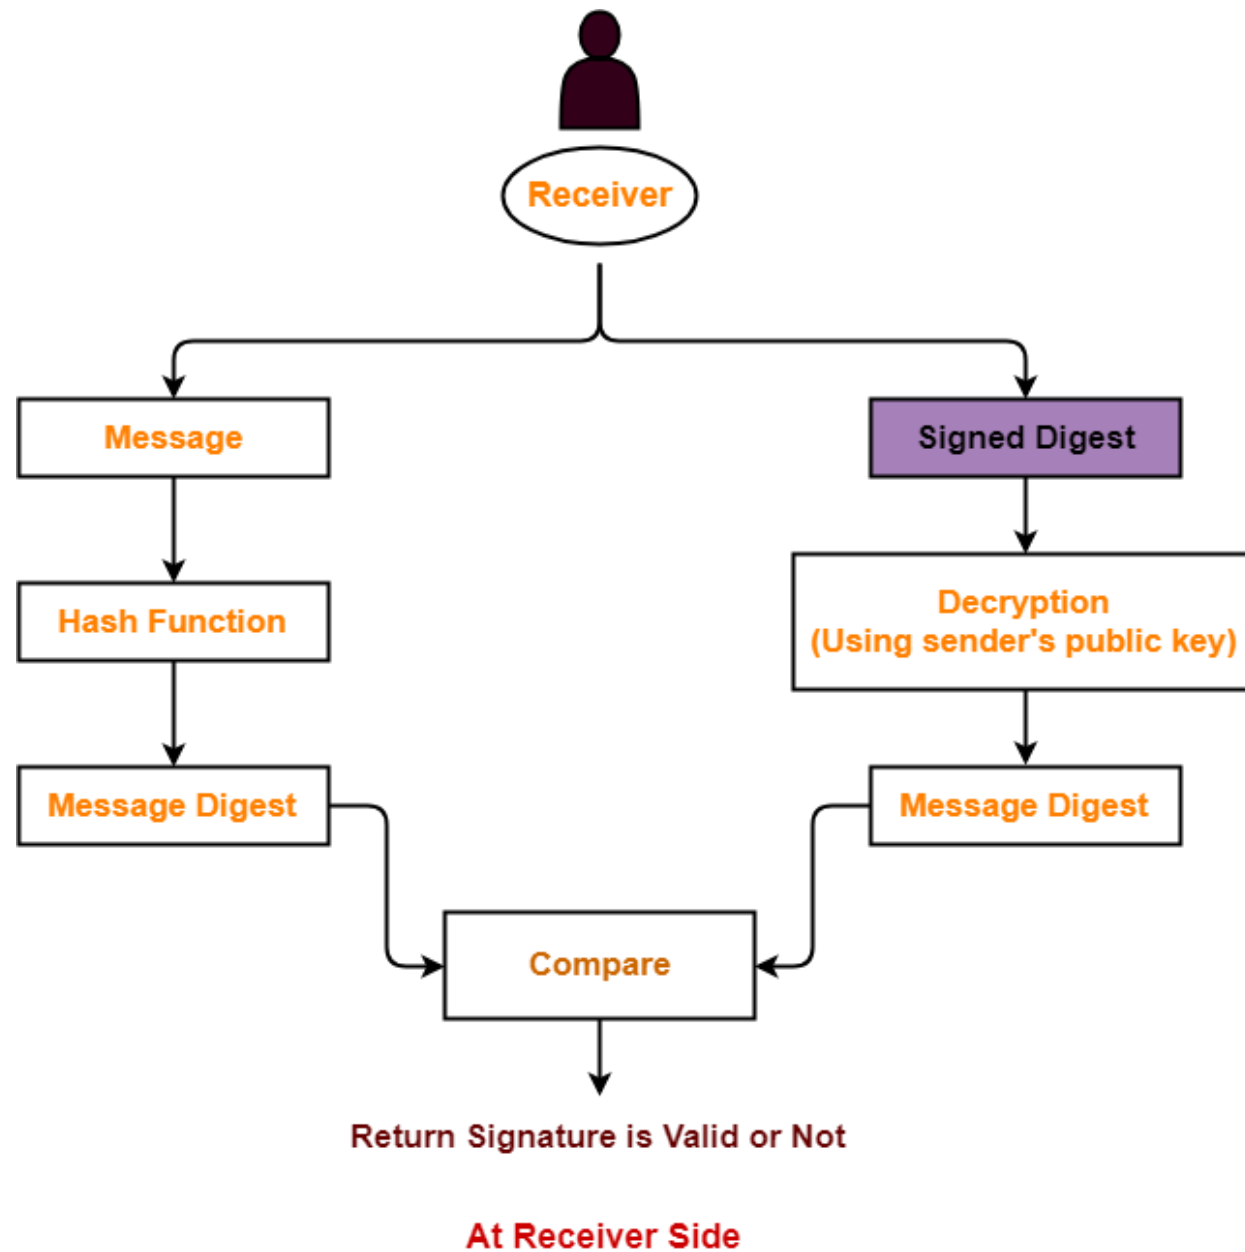 Receiver
Message
Signed Digest
Hash Function
Decryption
(Using sender's public key)
Message Digest
Message Digest
Compare
Return Signature is Valid or Not
At Receiver Side